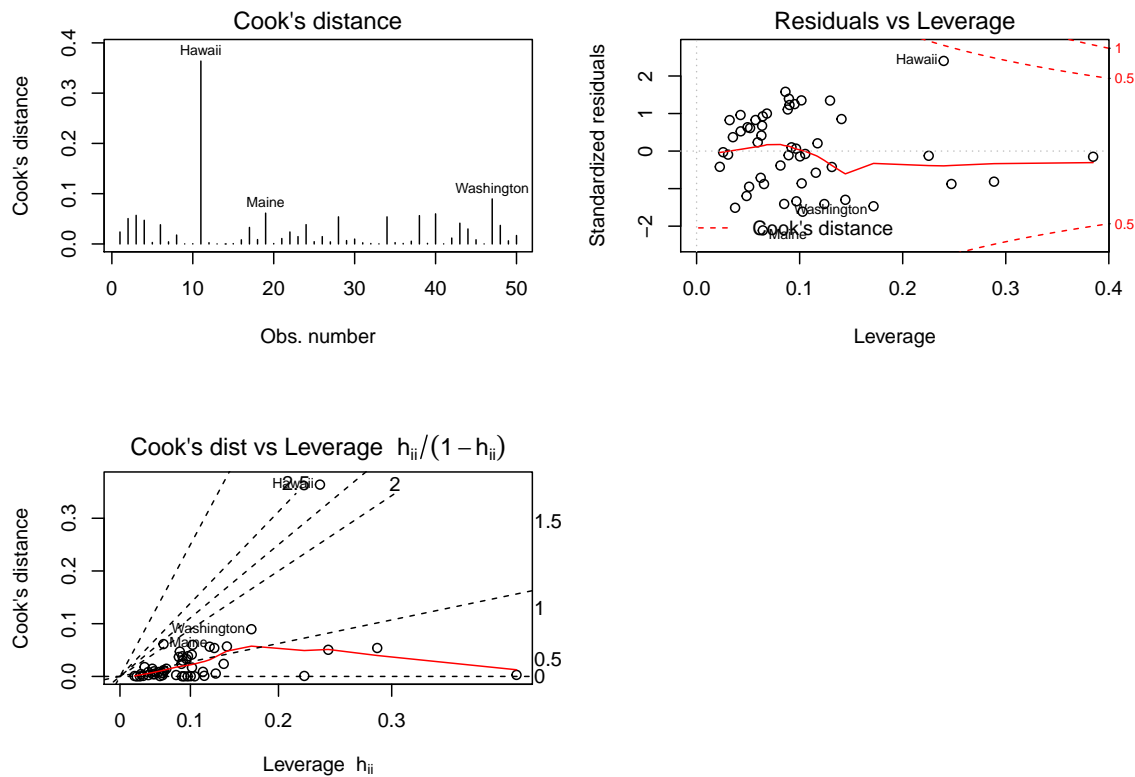 Cook's distance
Cook's distance
0.0 0.1 0.2 0.3 0.4
Hawaii
Maine
Washington
0 10 20 30 40 50
Obs. number
Residuals vs Leverage
Standardized residuals
−2 0 1 2
Hawaii
Washington
Cook's distance
Maine
1
0.5
0.5
0.0 0.1 0.2 0.3 0.4
Leverage
Cook's dist vs Leverage hii/(1−hii)
Cook's distance
0.0 0.1 0.2 0.3
Hawaii
2.5
2
1.5
Washington
Maine
1
0.5
0
0 0.1 0.3
Leverage hii